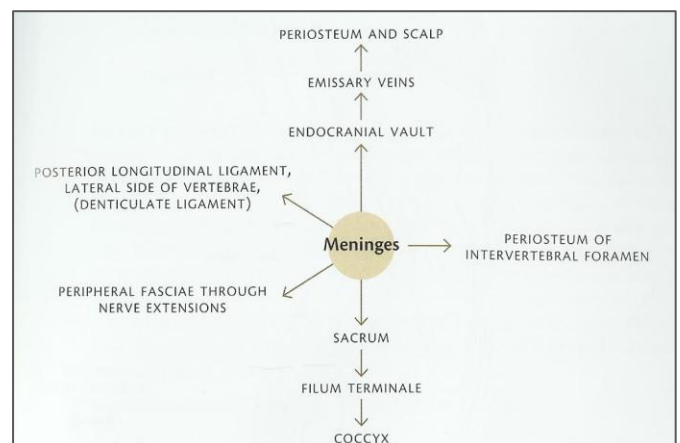 PERIOSTEUM AND SCALP
EMISSARY VEINS
ENDOCRANIAL VAULT
POSTERIOR LONGITUDINAL LIGAMENT,
LATERAL SIDE OF VERTEBRAE,
(DENTICULATE LIGAMENT)
Meninges
PERIOSTEUM OF
INTERVERTEBRAL FORAMEN
PERIPHERAL FASCIAE THROUGH
NERVE EXTENSIONS
SACRUM
FILUM TERMINALE
COCCYX